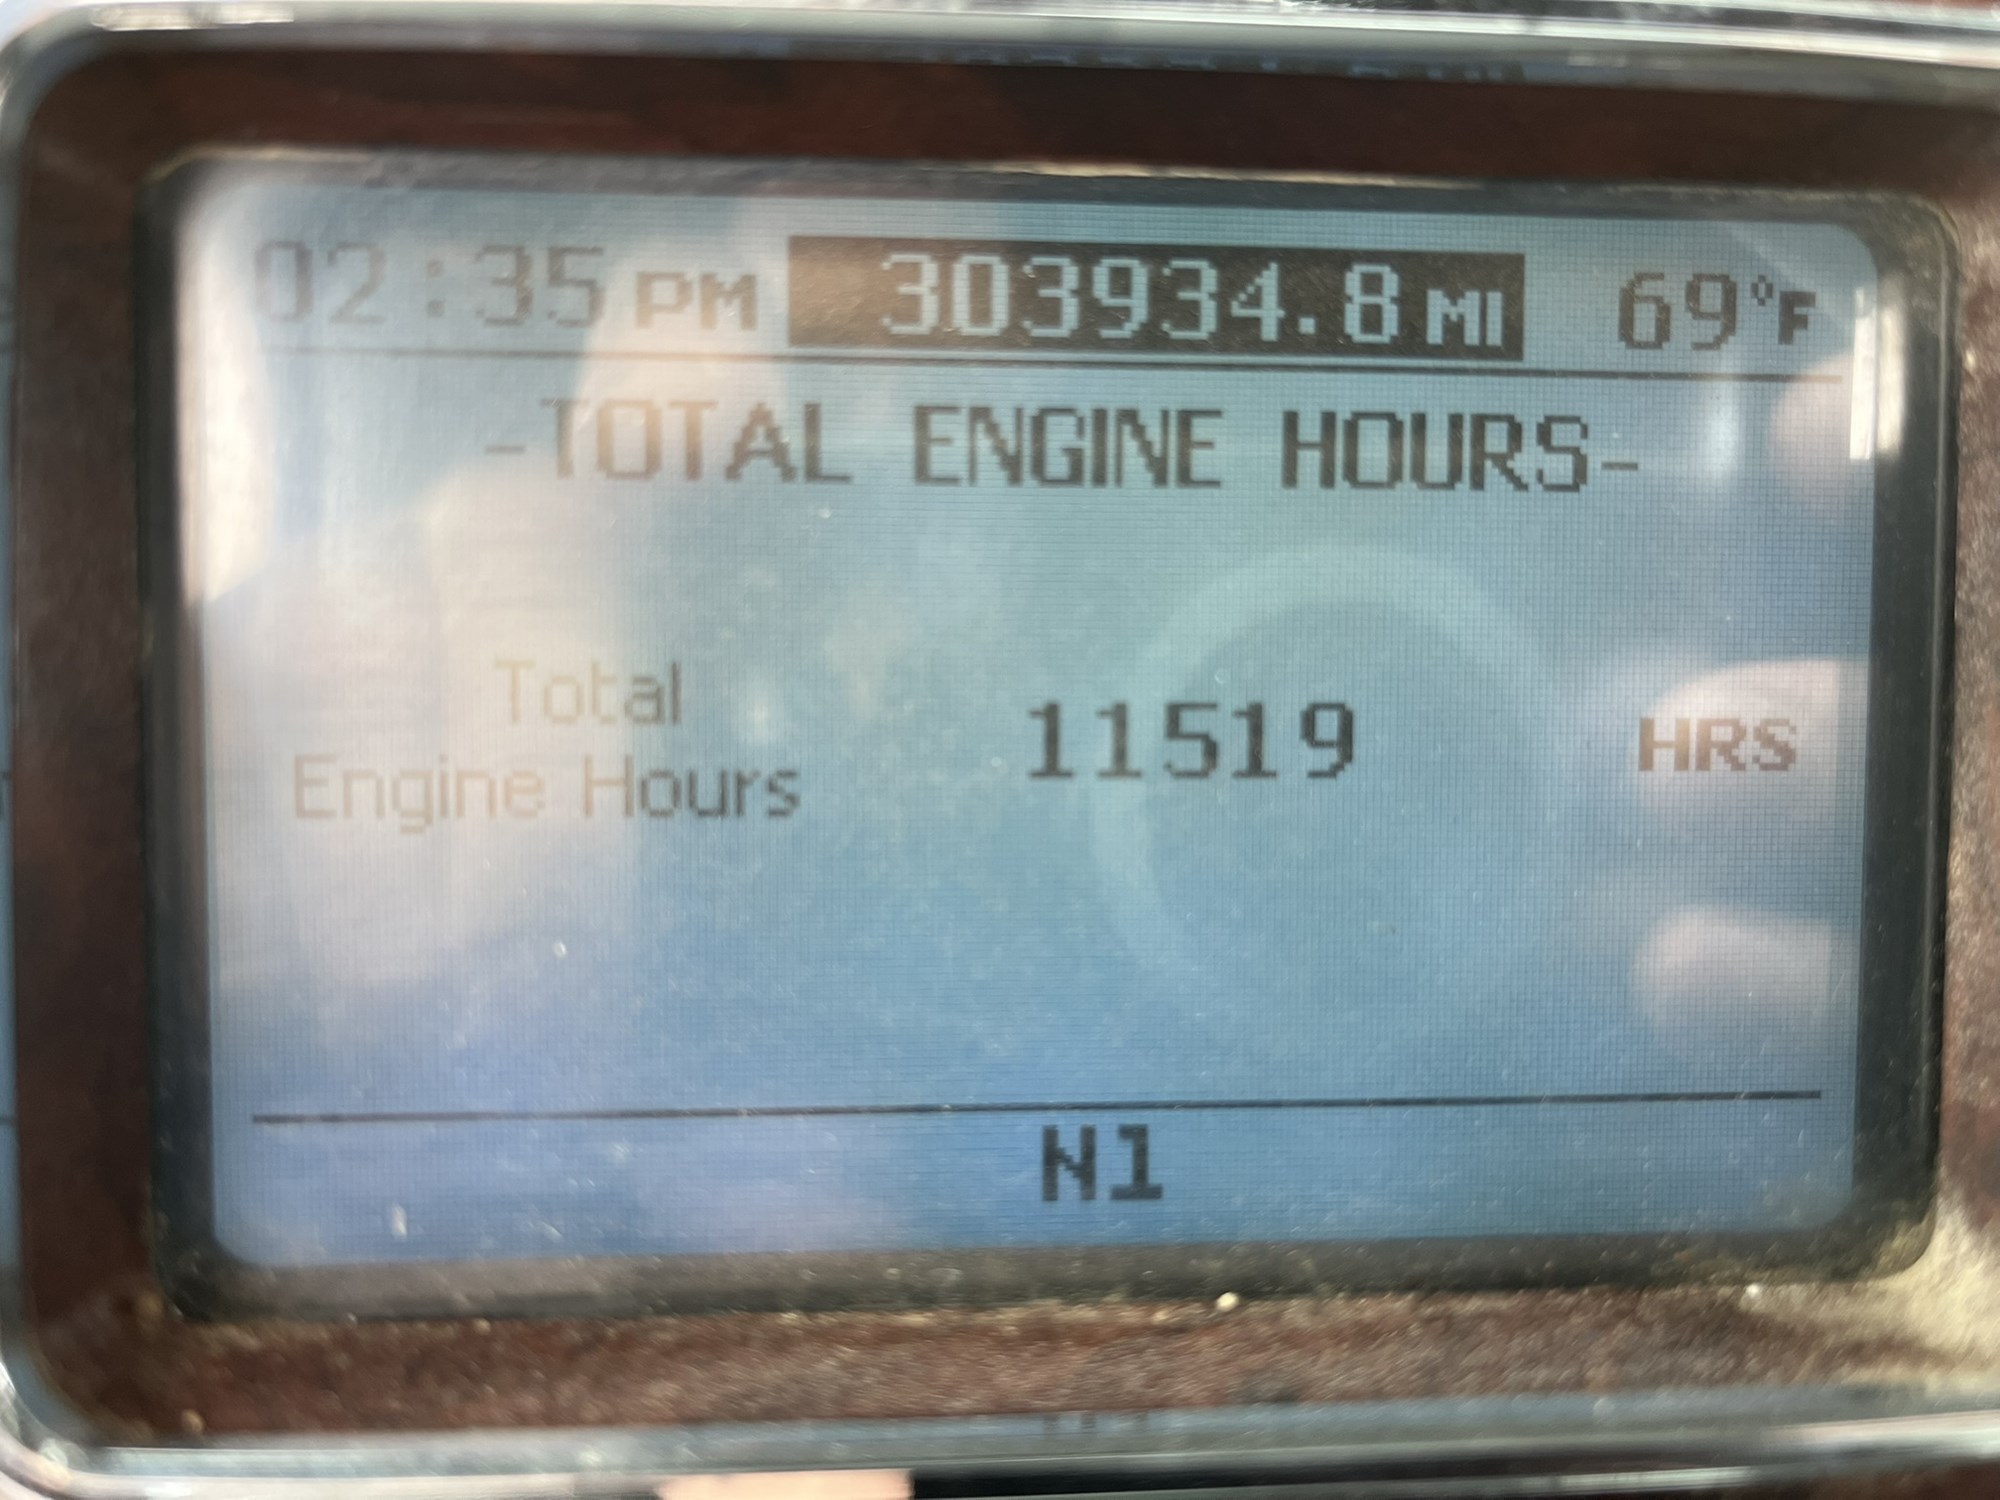 02:35 PM 303934.8 MI 69°F
-TOTAL ENGINE HOURS-
Total
Engine Hours 11519 HRS
N1